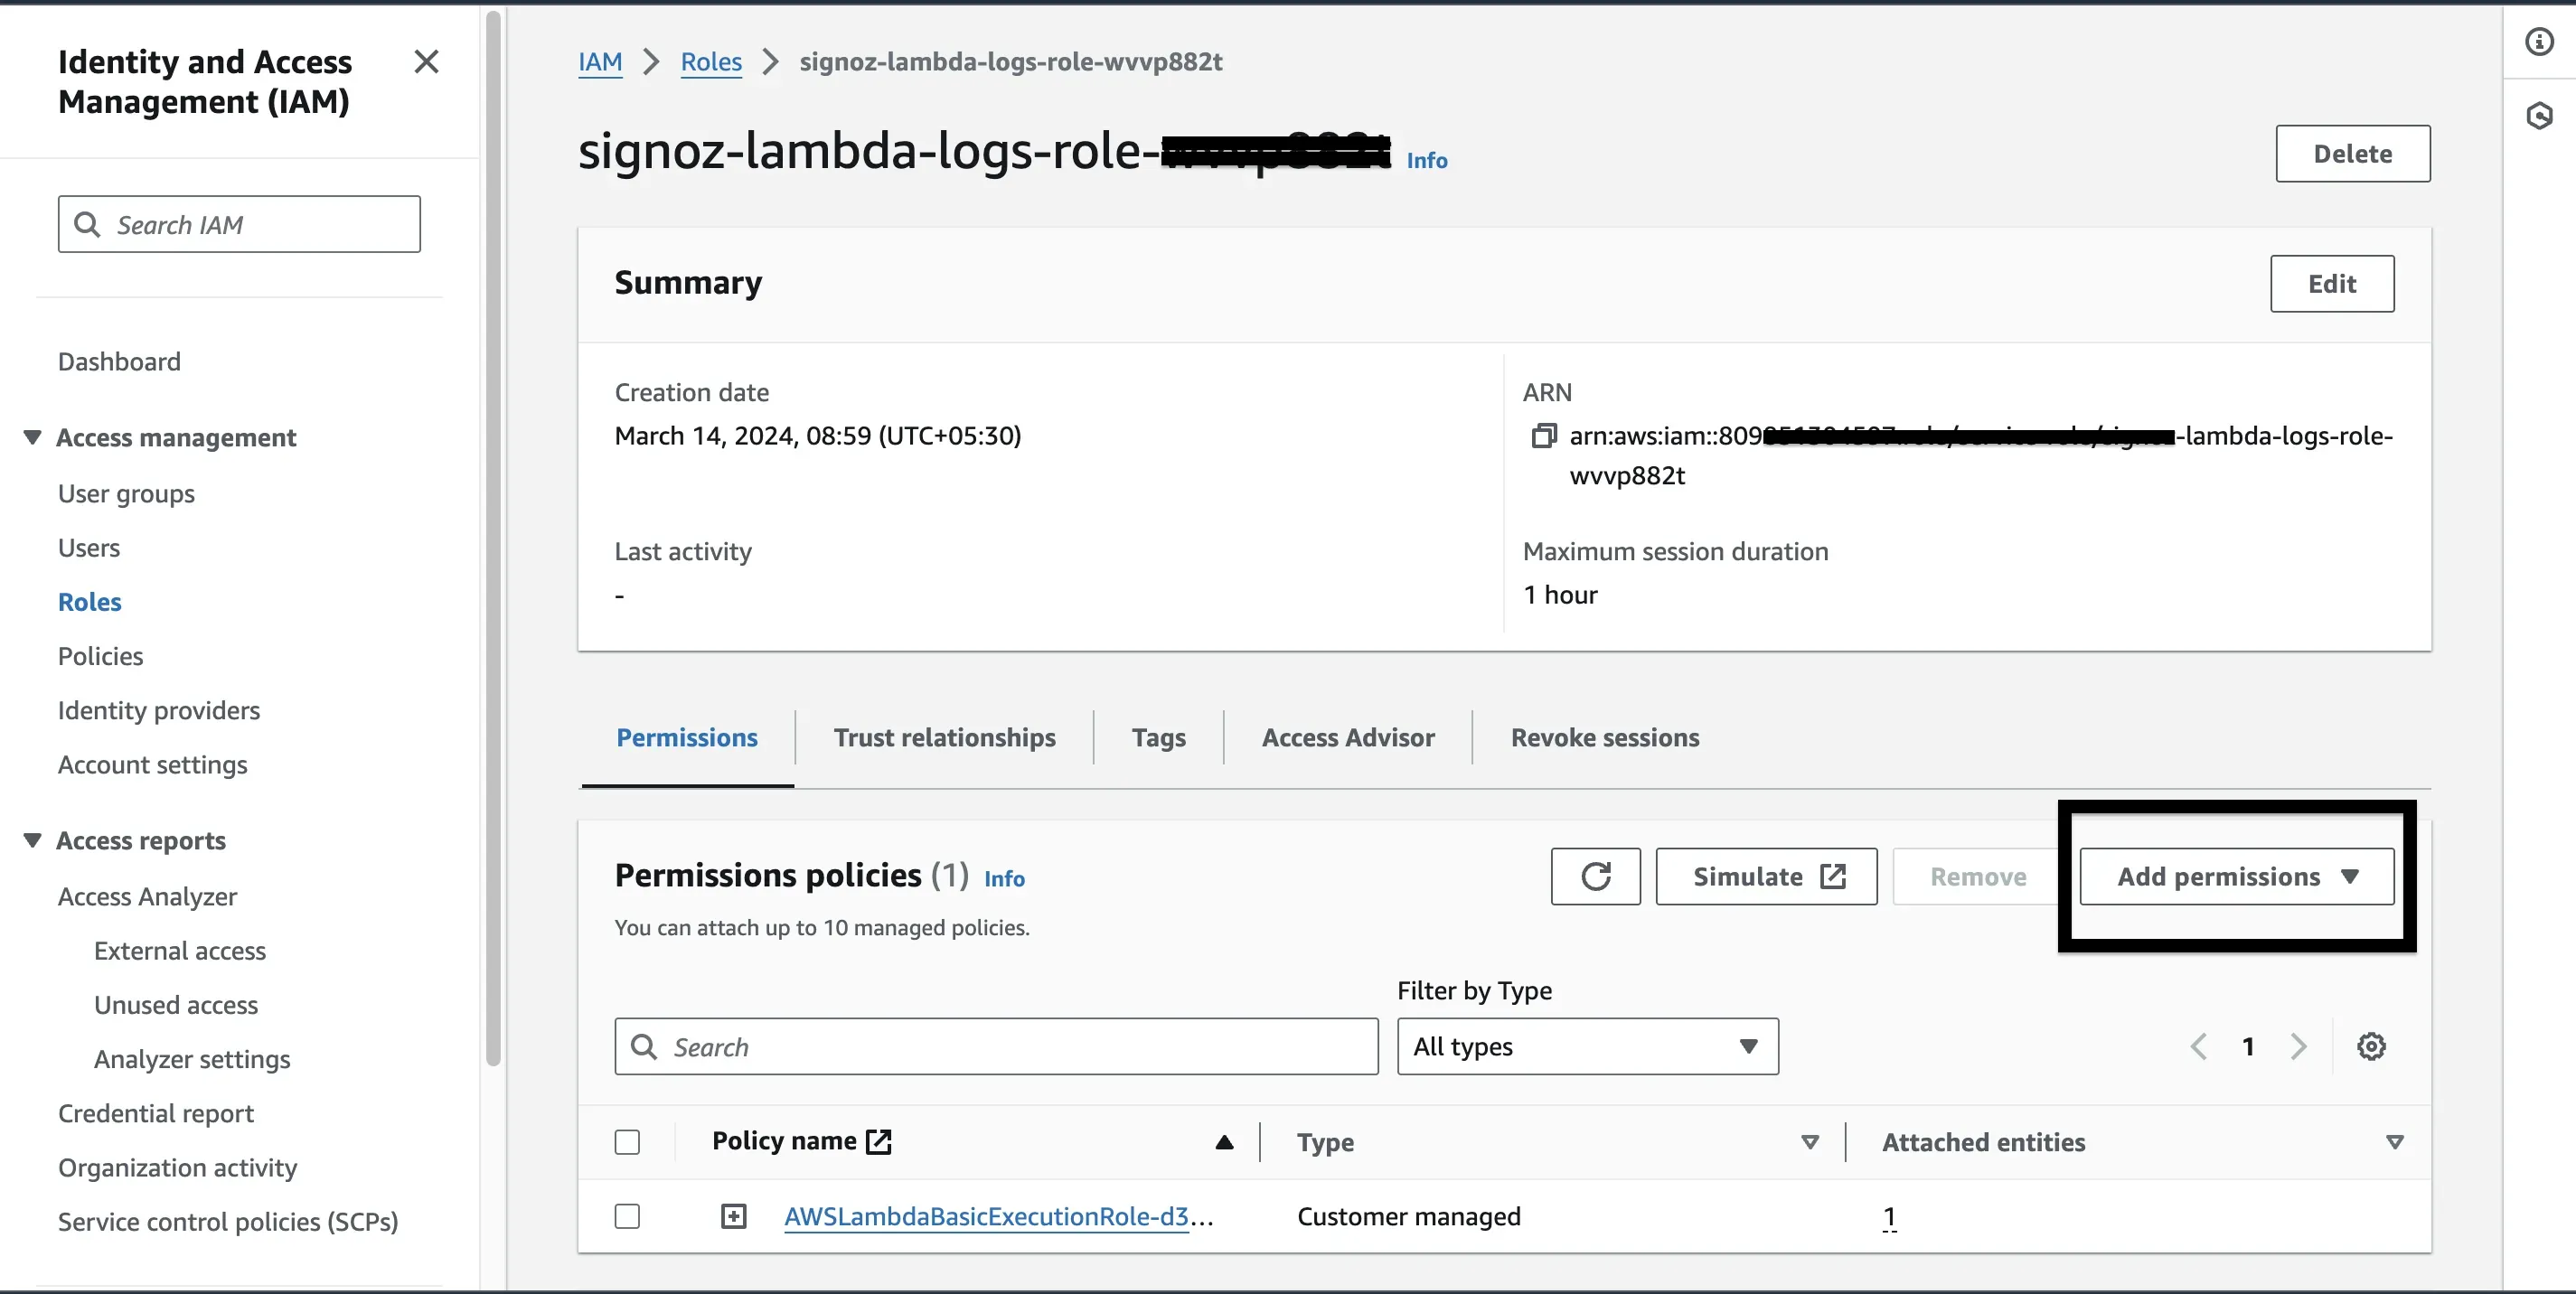 Identity and Access
Management (IAM)
Search IAM
Dashboard
Access management
User groups
Users
Roles
Policies
Identity providers
Account settings
Access reports
Access Analyzer
External access
Unused access
Analyzer settings
Credential report
Organization activity
Service control policies (SCPs)
IAM > Roles > signoz-lambda-logs-role-wvvp882t
signoz-lambda-logs-role- Info
Delete
Summary
Edit
Creation date
March 14, 2024, 08:59 (UTC+05:30)
ARN
arn:aws:iam::809 -lambda-logs-role-
wvvp882t
Last activity
-
Maximum session duration
1 hour
Permissions
Trust relationships
Tags
Access Advisor
Revoke sessions
Permissions policies (1) Info
You can attach up to 10 managed policies.
Simulate
Remove
Add permissions
Filter by Type
Search
All types
1
Policy name
Type
Attached entities
AWSLambdaBasicExecutionRole-d3...
Customer managed
1